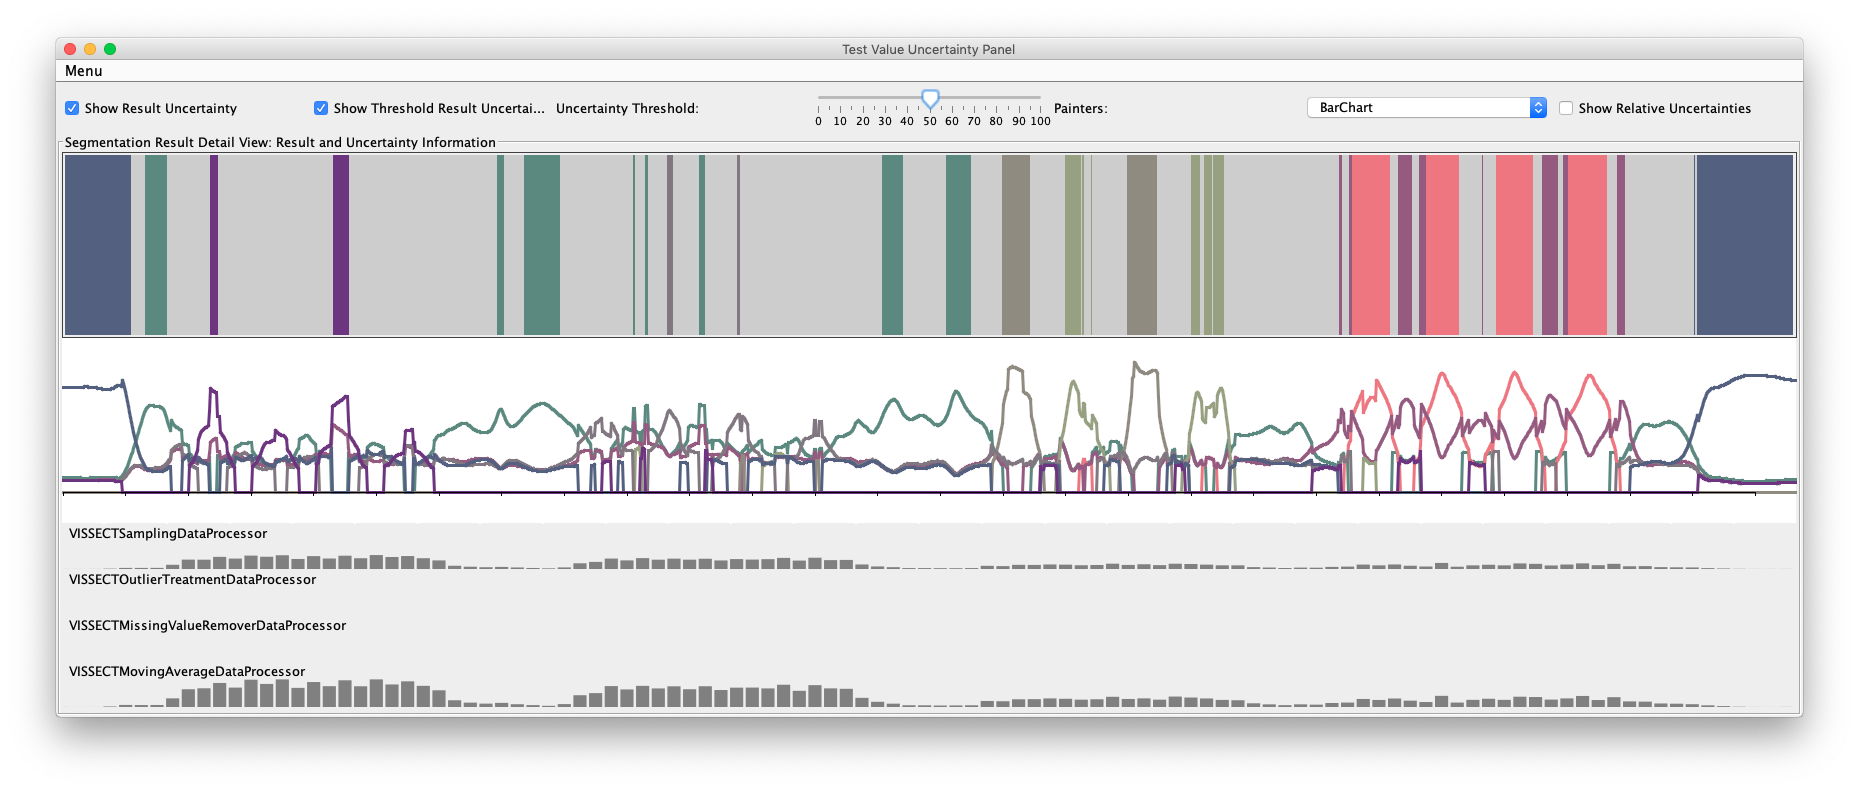 Test Value Uncertainty Panel
Menu
Show Result Uncertainty
Show Threshold Result Uncertai...
Uncertainty Threshold:
0 10 20 30 40 50 60 70 80 90 100
Painters:
BarChart
Show Relative Uncertainties
Segmentation Result Detail View: Result and Uncertainty Information
VISSECTSamplingDataProcessor
VISSECTOutlierTreatmentDataProcessor
VISSECTMissingValueRemoverDataProcessor
VISSECTMovingAverageDataProcessor